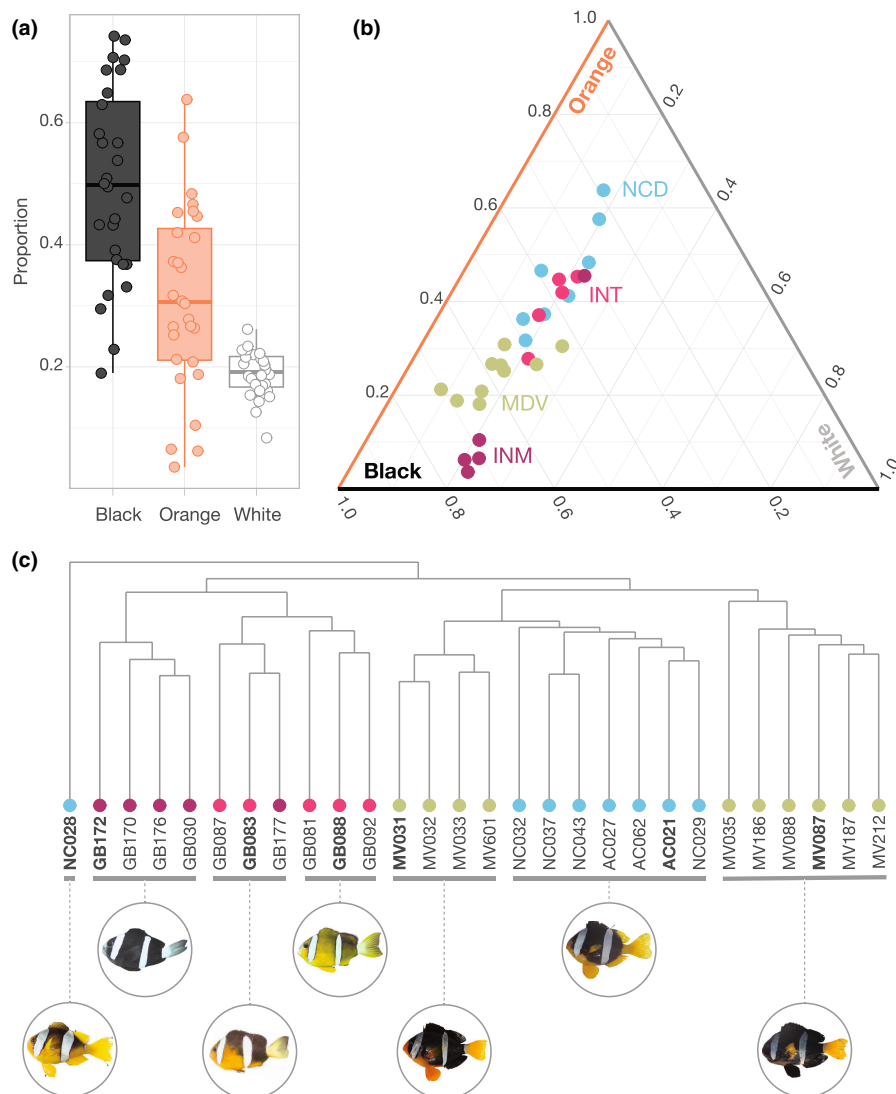 (a)
Proportion
0.6
0.4
0.2
Black
Orange
White
(b)
1.0
0.8
0.6
0.4
0.2
Orange
0.2
0.4
0.6
0.8
1.0
White
NCD
INT
MDV
INM
Black
1.0
0.8
0.6
0.4
0.2
(c)
NC028
GB172
GB170
GB176
GB030
GB087
GB083
GB177
GB081
GB088
GB092
MV031
MV032
MV033
MV601
NC032
NC037
NC043
AC027
AC062
AC021
NC029
MV035
MV186
MV088
MV087
MV187
MV212